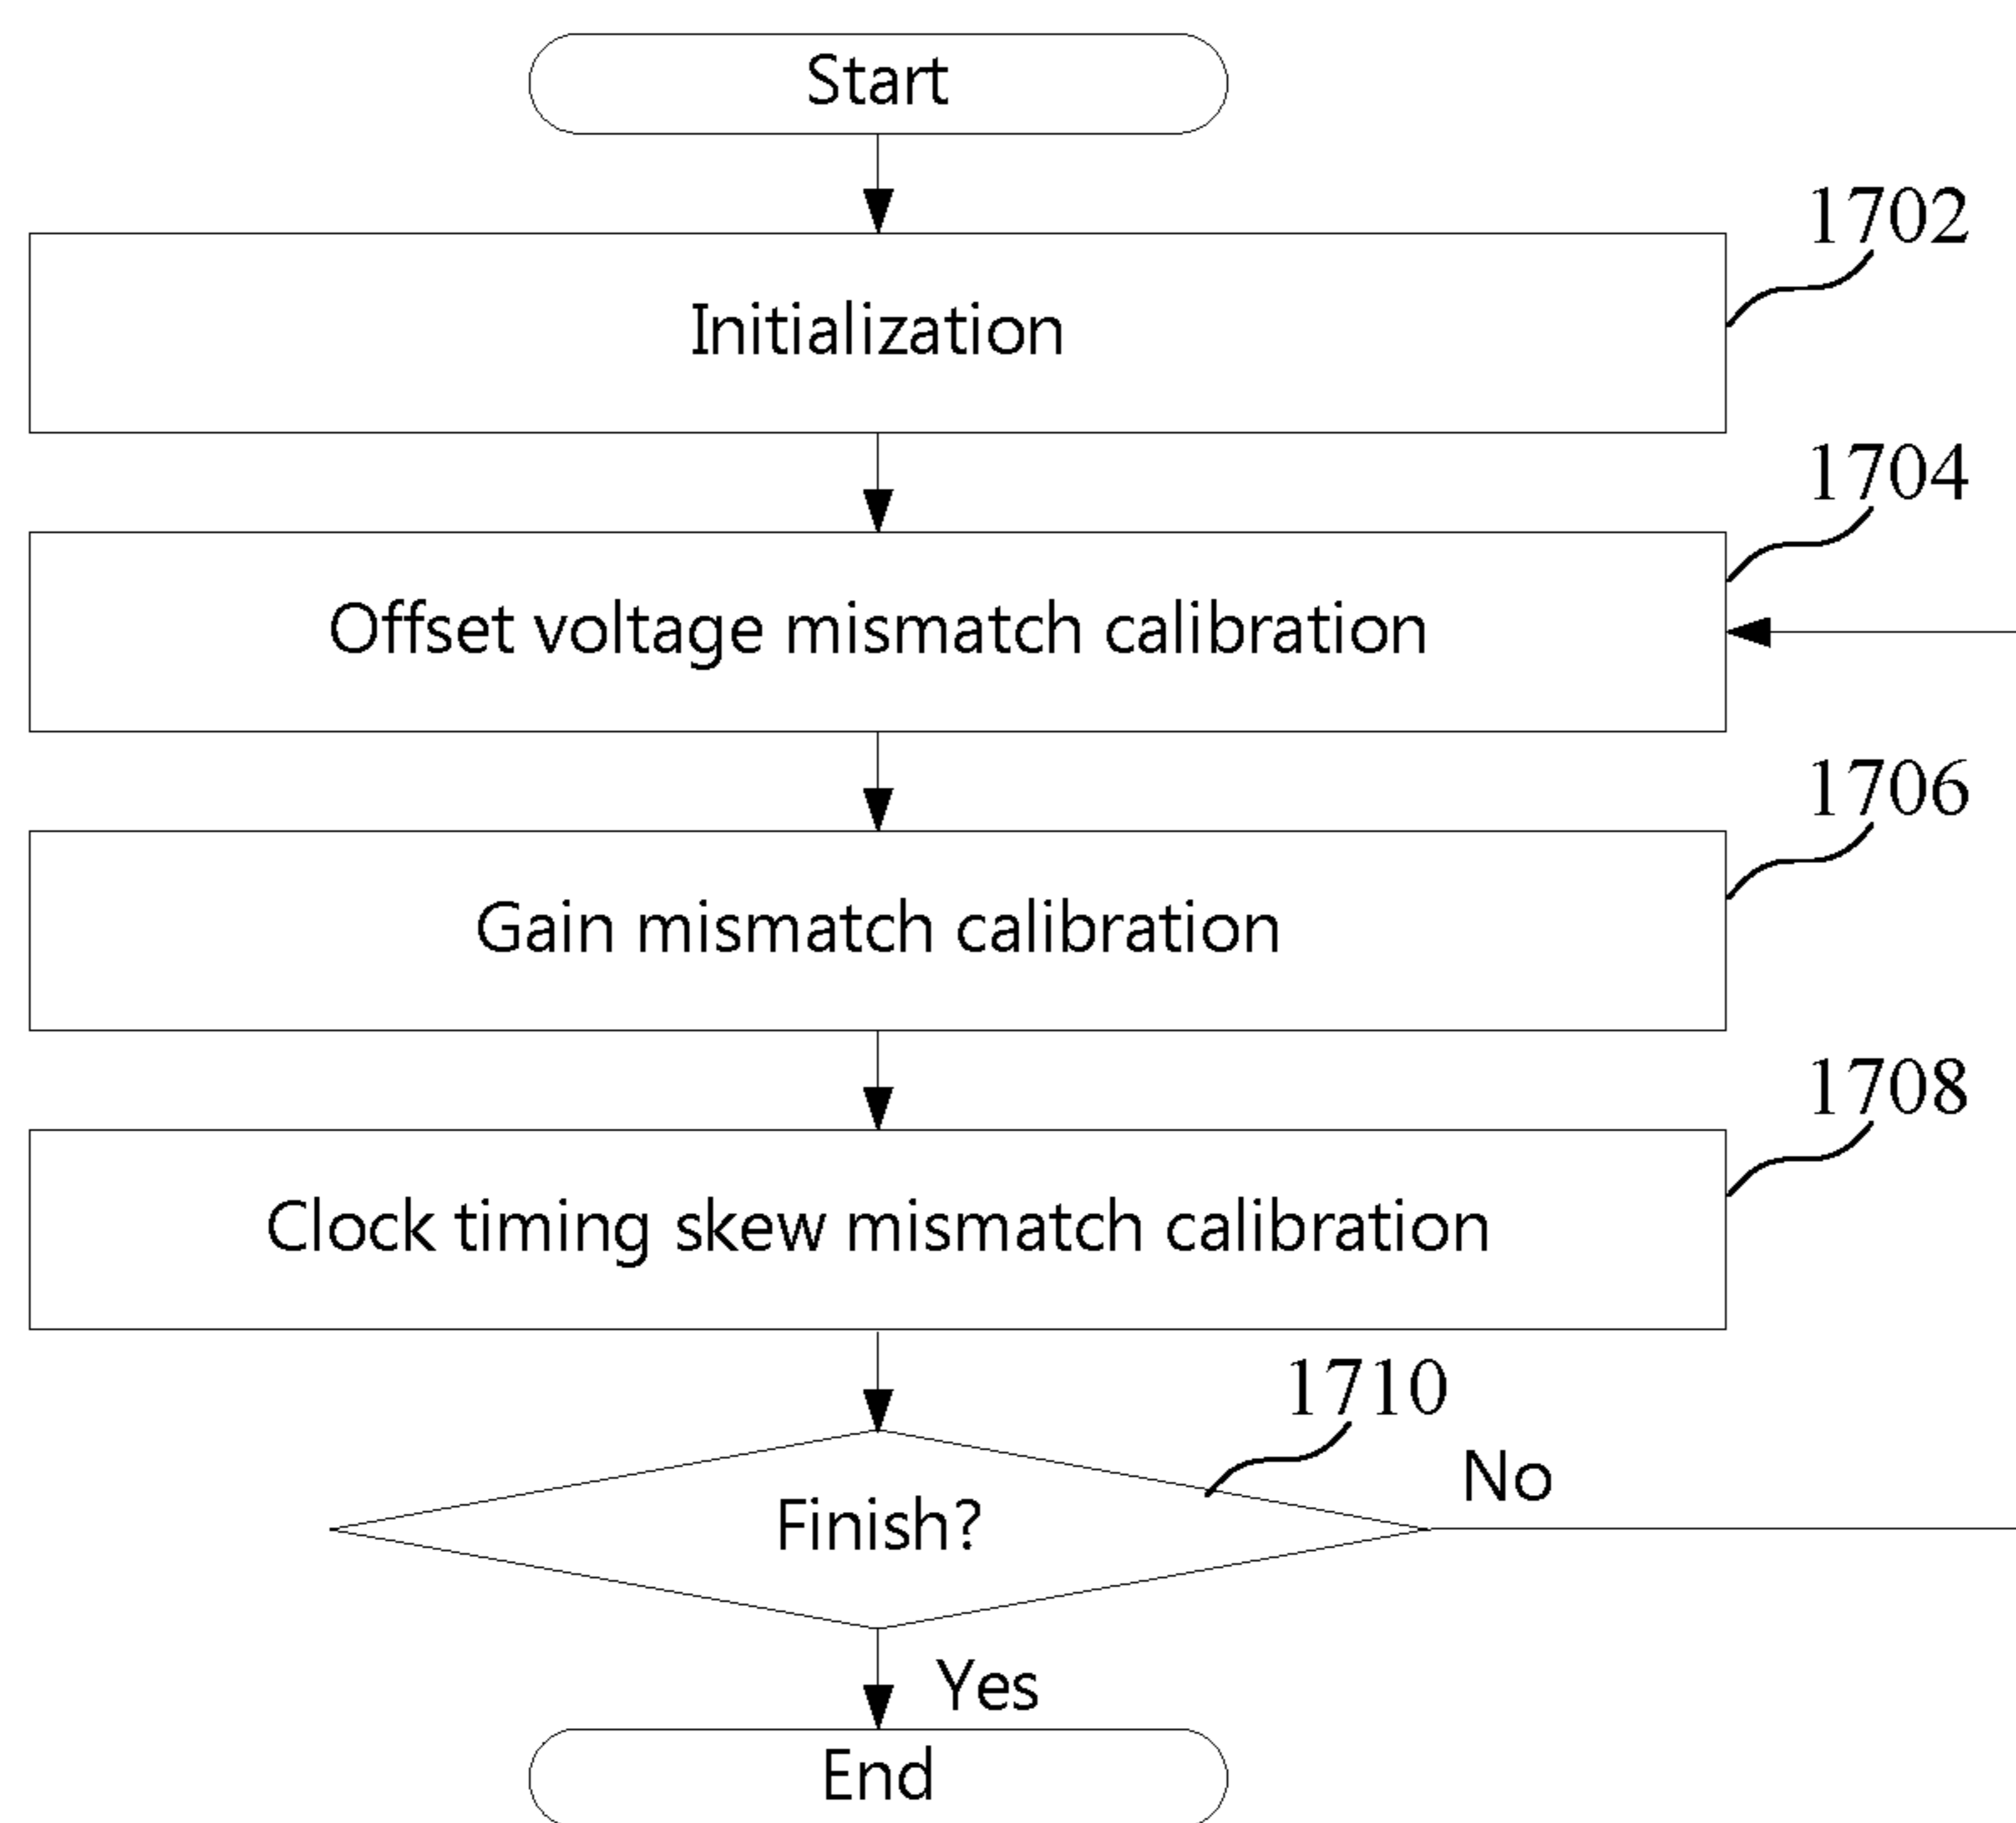 Start
1702
Initialization
1704
Offset voltage mismatch calibration
1706
Gain mismatch calibration
1708
Clock timing skew mismatch calibration
1710
No
Finish?
Yes
End